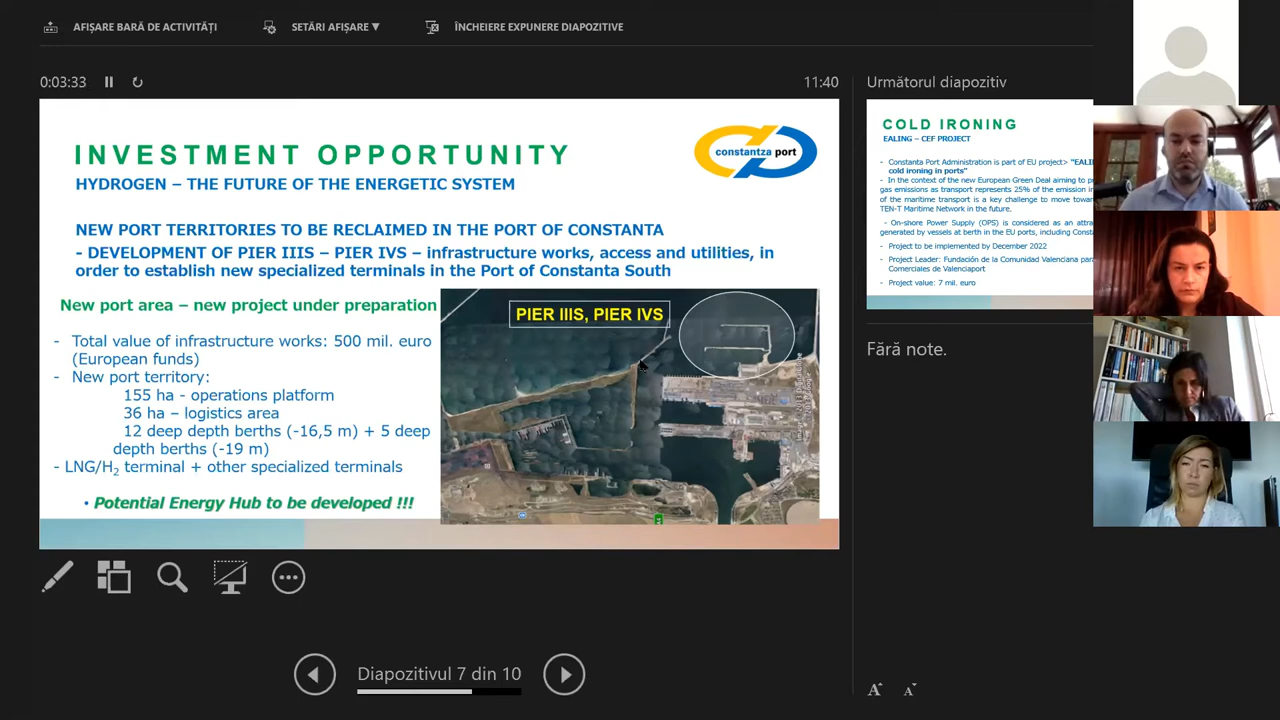 AFIȘARE BARĂ DE ACTIVITĂȚI
SETĂRI AFIȘARE ▼
ÎNCHEIERE EXPUNERE DIAPOZITIVE
0:03:33
11:40
INVESTMENT OPPORTUNITY
HYDROGEN – THE FUTURE OF THE ENERGETIC SYSTEM
constantza port
NEW PORT TERRITORIES TO BE RECLAIMED IN THE PORT OF CONSTANTA
- DEVELOPMENT OF PIER IIIS – PIER IVS – infrastructure works, access and utilities, in
order to establish new specialized terminals in the Port of Constanta South
New port area – new project under preparation
- Total value of infrastructure works: 500 mil. euro
(European funds)
- New port territory:
155 ha - operations platform
36 ha – logistics area
12 deep depth berths (-16,5 m) + 5 deep
depth berths (-19 m)
- LNG/H₂ terminal + other specialized terminals
• Potential Energy Hub to be developed !!!
PIER IIIS, PIER IVS
Următorul diapozitiv
COLD IRONING
EALING – CEF PROJECT
- Constanta Port Administration is part of EU project> "EALI
cold ironing in ports"
- In the context of the new European Green Deal aiming to
gas emissions as transport represents 25% of the emission
of the maritime transport is a key challenge to move towar
TEN-T Maritime Network in the future.
- On-shore Power Supply (OPS) is considered as an attra
generated by vessels at berth in the EU ports, including Const
- Project to be implemented by December 2022
- Project Leader: Fundación de la Comunidad Valenciana para
Comerciales de Valenciaport
- Project value: 7 mil. euro
Fără note.
Diapozitivul 7 din 10
A A